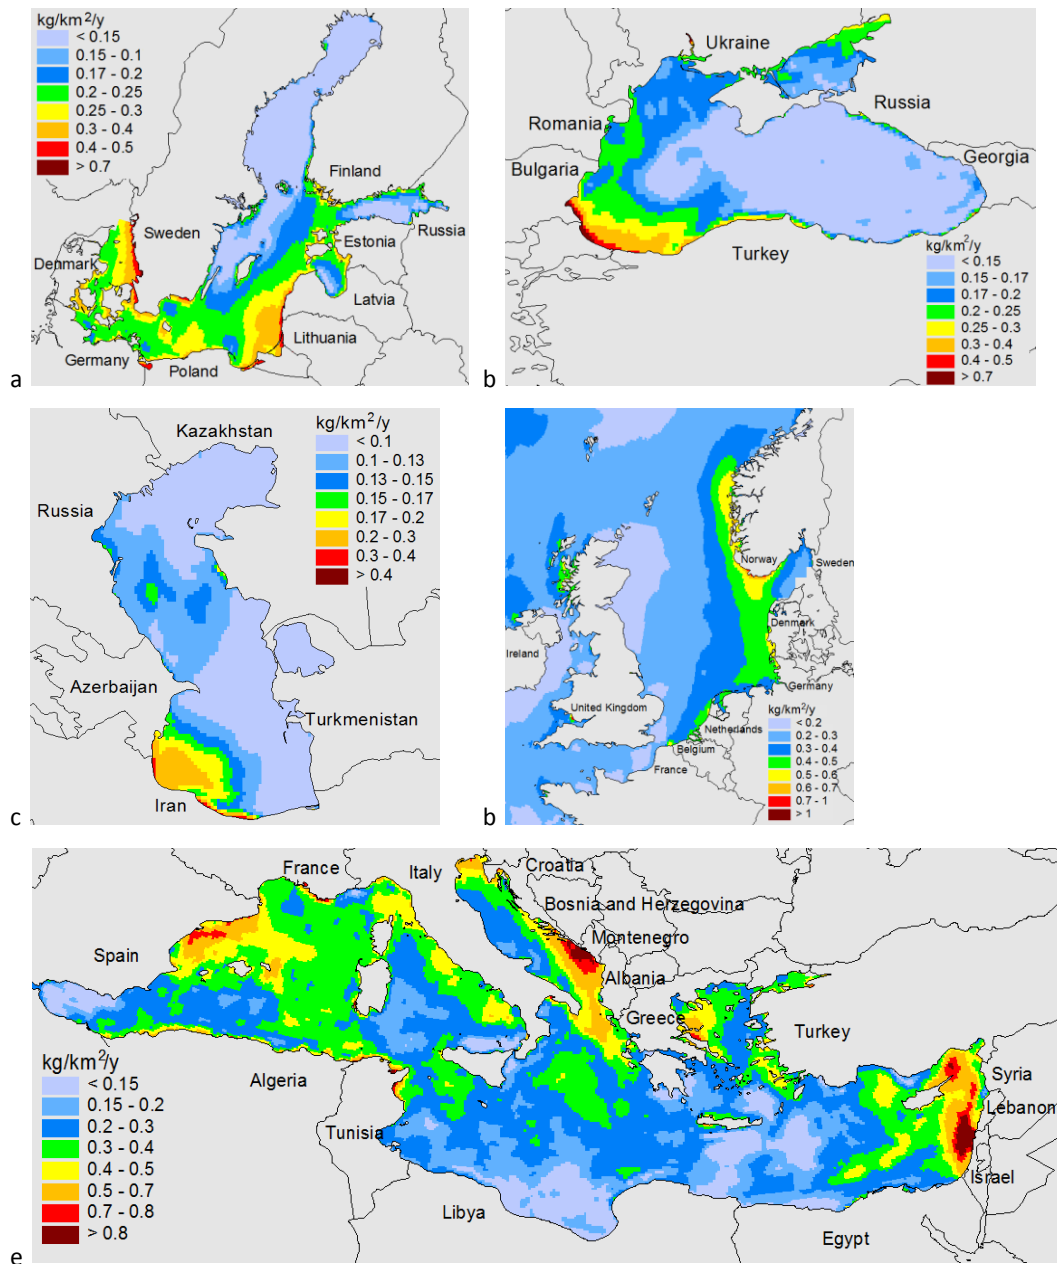 a
kg/km²/y
< 0.15
0.15 - 0.1
0.17 - 0.2
0.2 - 0.25
0.25 - 0.3
0.3 - 0.4
0.4 - 0.5
> 0.7
Finland
Sweden
Russia
Estonia
Denmark
Latvia
Lithuania
Germany
Poland
b
Ukraine
Russia
Romania
Georgia
Bulgaria
Turkey
kg/km²/y
< 0.15
0.15 - 0.17
0.17 - 0.2
0.2 - 0.25
0.25 - 0.3
0.3 - 0.4
0.4 - 0.5
> 0.7
c
Kazakhstan
kg/km²/y
< 0.1
0.1 - 0.13
0.13 - 0.15
0.15 - 0.17
0.17 - 0.2
0.2 - 0.3
0.3 - 0.4
> 0.4
Russia
Azerbaijan
Turkmenistan
Iran
b
Norway
Sweden
Denmark
Ireland
Germany
United Kingdom
Netherlands
Belgium
France
kg/km²/y
< 0.2
0.2 - 0.3
0.3 - 0.4
0.4 - 0.5
0.5 - 0.6
0.6 - 0.7
0.7 - 1
> 1
e
France
Italy
Croatia
Bosnia and Herzegovina
Montenegro
Spain
Albania
Greece
Turkey
Syria
Lebanom
Algeria
Tunisia
Israel
Libya
Egypt
kg/km²/y
< 0.15
0.15 - 0.2
0.2 - 0.3
0.3 - 0.4
0.4 - 0.5
0.5 - 0.7
0.7 - 0.8
> 0.8